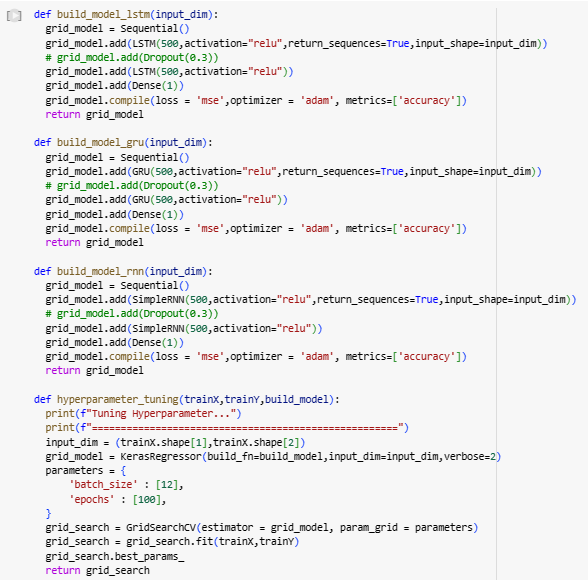 def build_model_lstm(input_dim):
  grid_model = Sequential()
  grid_model.add(LSTM(500,activation="relu",return_sequences=True,input_shape=input_dim))
  # grid_model.add(Dropout(0.3))
  grid_model.add(LSTM(500,activation="relu"))
  grid_model.add(Dense(1))
  grid_model.compile(loss = 'mse',optimizer = 'adam', metrics=['accuracy'])
  return grid_model

def build_model_gru(input_dim):
  grid_model = Sequential()
  grid_model.add(GRU(500,activation="relu",return_sequences=True,input_shape=input_dim))
  # grid_model.add(Dropout(0.3))
  grid_model.add(GRU(500,activation="relu"))
  grid_model.add(Dense(1))
  grid_model.compile(loss = 'mse',optimizer = 'adam', metrics=['accuracy'])
  return grid_model

def build_model_rnn(input_dim):
  grid_model = Sequential()
  grid_model.add(SimpleRNN(500,activation="relu",return_sequences=True,input_shape=input_dim))
  # grid_model.add(Dropout(0.3))
  grid_model.add(SimpleRNN(500,activation="relu"))
  grid_model.add(Dense(1))
  grid_model.compile(loss = 'mse',optimizer = 'adam', metrics=['accuracy'])
  return grid_model

def hyperparameter_tuning(trainX,trainY,build_model):
  print(f"Tuning Hyperparameter...")
  print(f"=====================================================")
  input_dim = (trainX.shape[1],trainX.shape[2])
  grid_model = KerasRegressor(build_fn=build_model,input_dim=input_dim,verbose=2)
  parameters = {
      'batch_size' : [12],
      'epochs' : [100],
  }
  grid_search = GridSearchCV(estimator = grid_model, param_grid = parameters)
  grid_search = grid_search.fit(trainX,trainY)
  grid_search.best_params_
  return grid_search